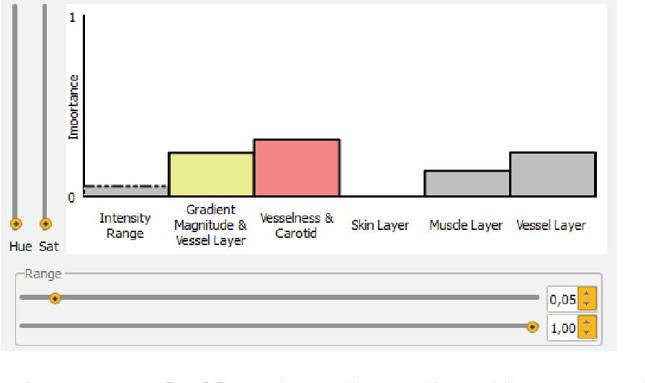 1
Importance
0
Intensity
Range
Gradient
Magnitude &
Vessel Layer
Vesselness &
Carotid
Skin Layer
Muscle Layer
Vessel Layer
Hue Sat
Range
0,05
1,00